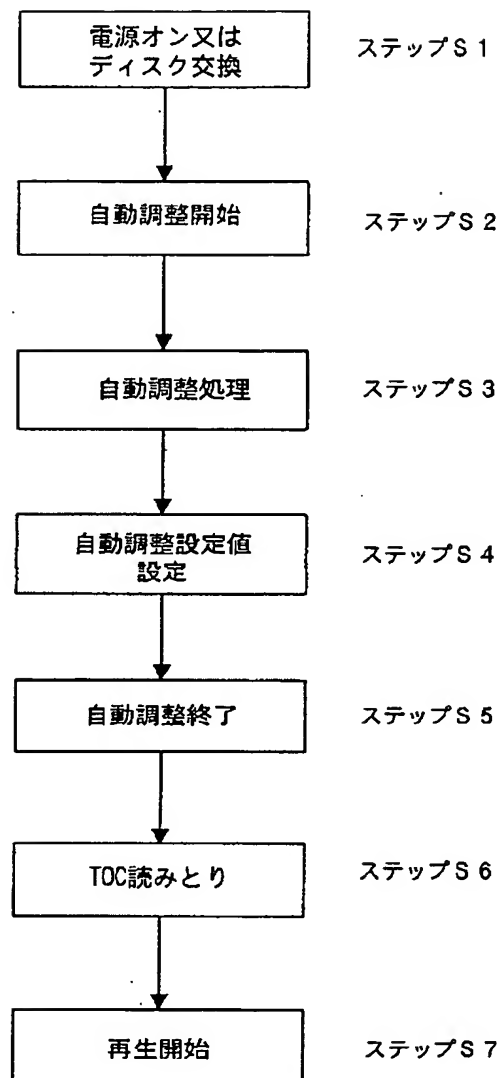 電源オン又は
ディスク交換
ステップS1
自動調整開始
ステップS2
自動調整処理
ステップS3
自動調整設定値
設定
ステップS4
自動調整終了
ステップS5
TOC読みとり
ステップS6
再生開始
ステップS7